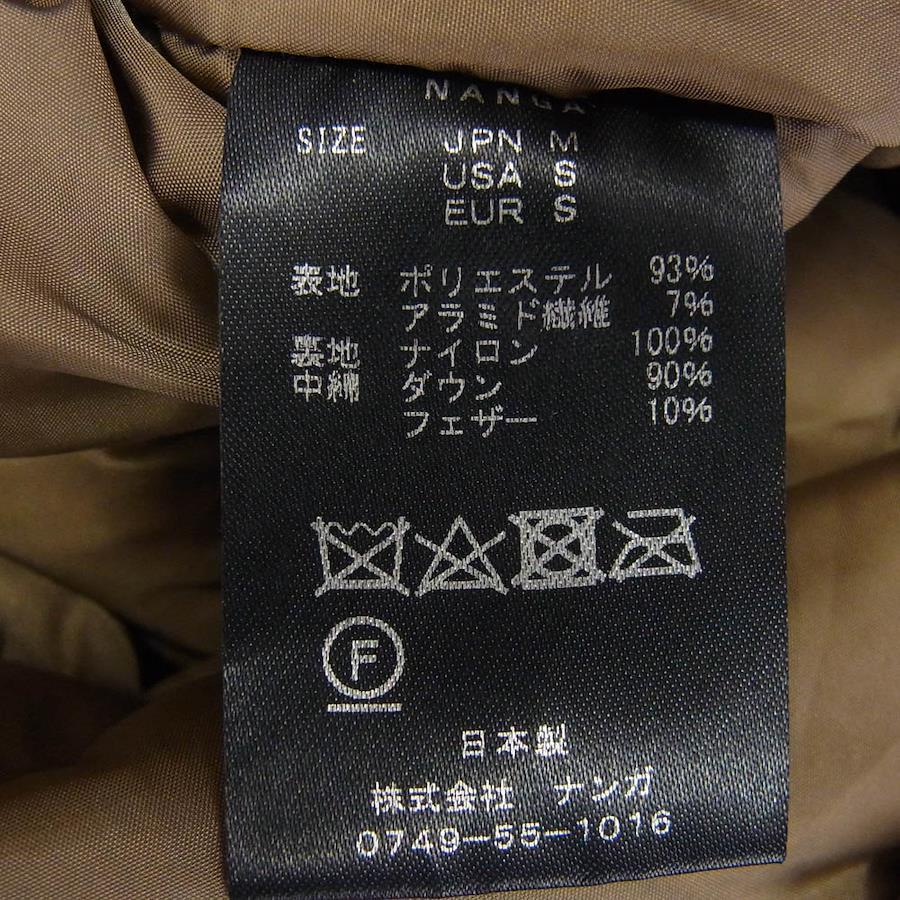 NANGA
SIZE JPN M
USA S
EUR S
表地 ポリエステル 93%
アラミド繊維 7%
裏地 ナイロン 100%
中綿 ダウン 90%
フェザー 10%
F
日本製
株式会社 ナンガ
0749-55-1016